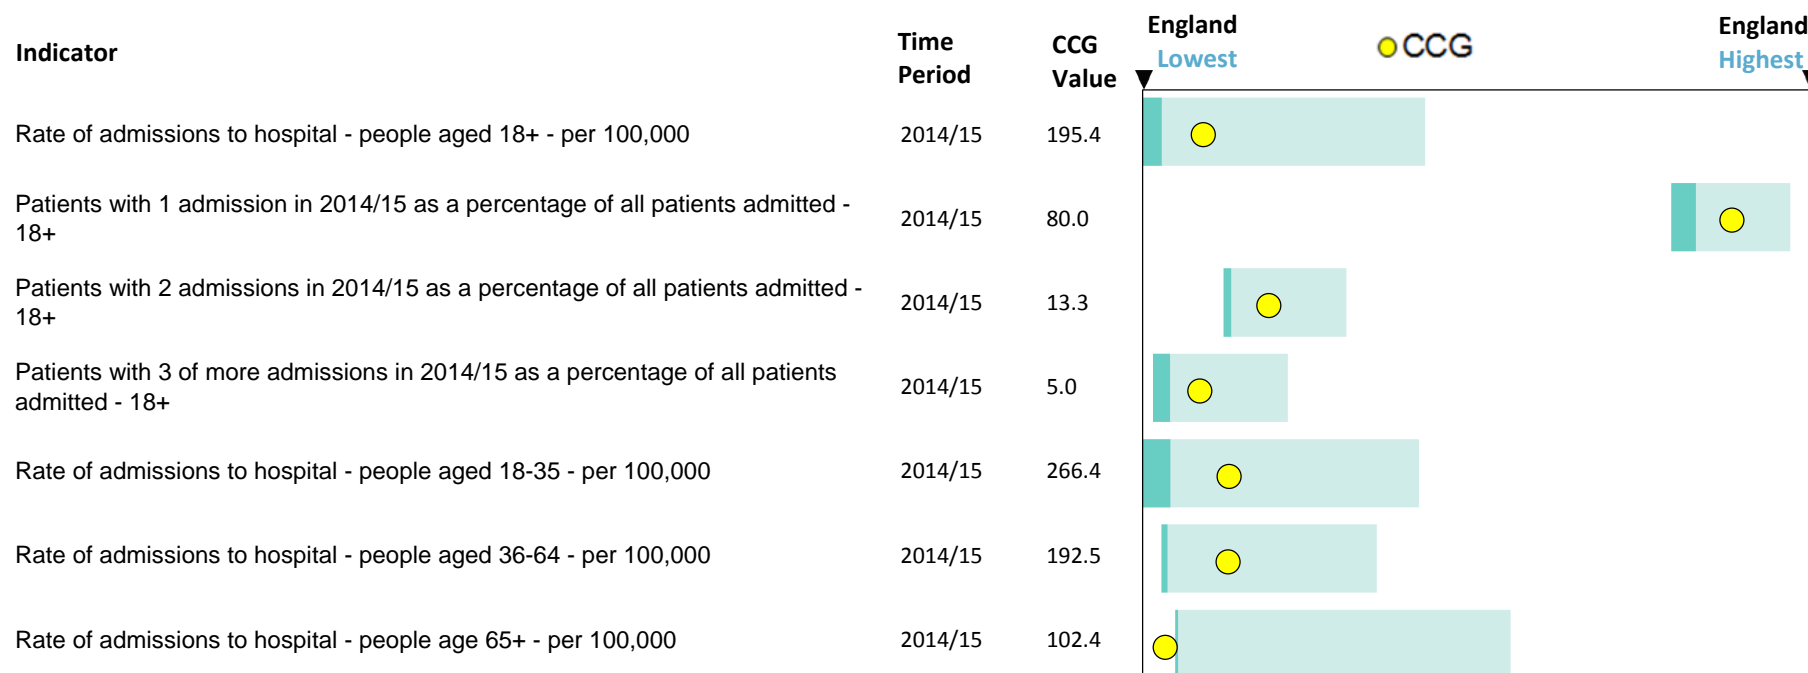 Indicator
Time
Period
CCG
Value
England
Lowest
CCG
England
Highest
Rate of admissions to hospital - people aged 18+ - per 100,000
2014/15
195.4
Patients with 1 admission in 2014/15 as a percentage of all patients admitted -
18+
2014/15
80.0
Patients with 2 admissions in 2014/15 as a percentage of all patients admitted -
18+
2014/15
13.3
Patients with 3 of more admissions in 2014/15 as a percentage of all patients
admitted - 18+
2014/15
5.0
Rate of admissions to hospital - people aged 18-35 - per 100,000
2014/15
266.4
Rate of admissions to hospital - people aged 36-64 - per 100,000
2014/15
192.5
Rate of admissions to hospital - people age 65+ - per 100,000
2014/15
102.4